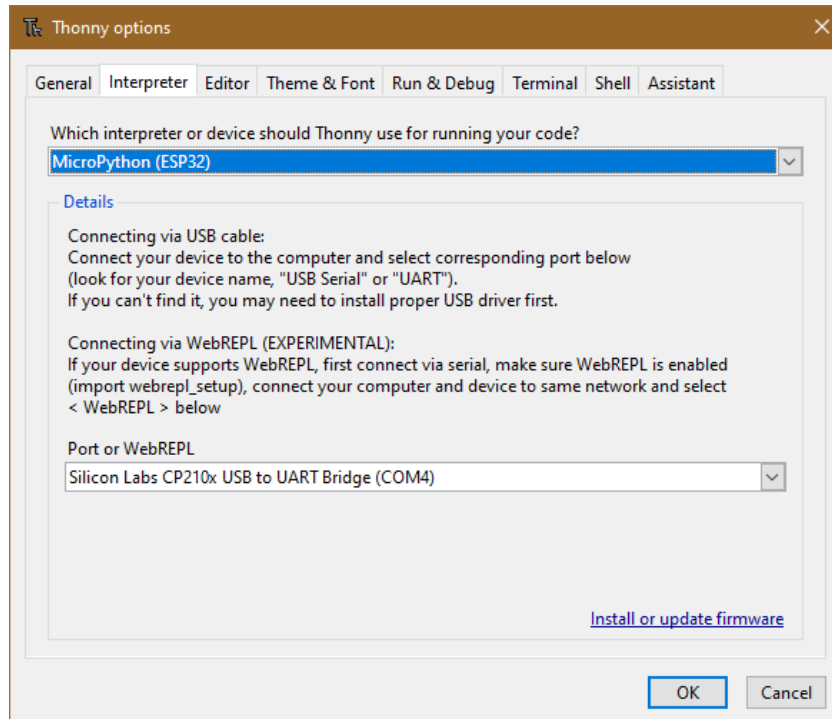 Thonny options
General Interpreter Editor Theme & Font Run & Debug Terminal Shell Assistant
Which interpreter or device should Thonny use for running your code?
MicroPython (ESP32)
Details
Connecting via USB cable:
Connect your device to the computer and select corresponding port below
(look for your device name, "USB Serial" or "UART").
If you can't find it, you may need to install proper USB driver first.
Connecting via WebREPL (EXPERIMENTAL):
If your device supports WebREPL, first connect via serial, make sure WebREPL is enabled
(import webrepl_setup), connect your computer and device to same network and select
< WebREPL > below
Port or WebREPL
Silicon Labs CP210x USB to UART Bridge (COM4)
Install or update firmware
OK Cancel